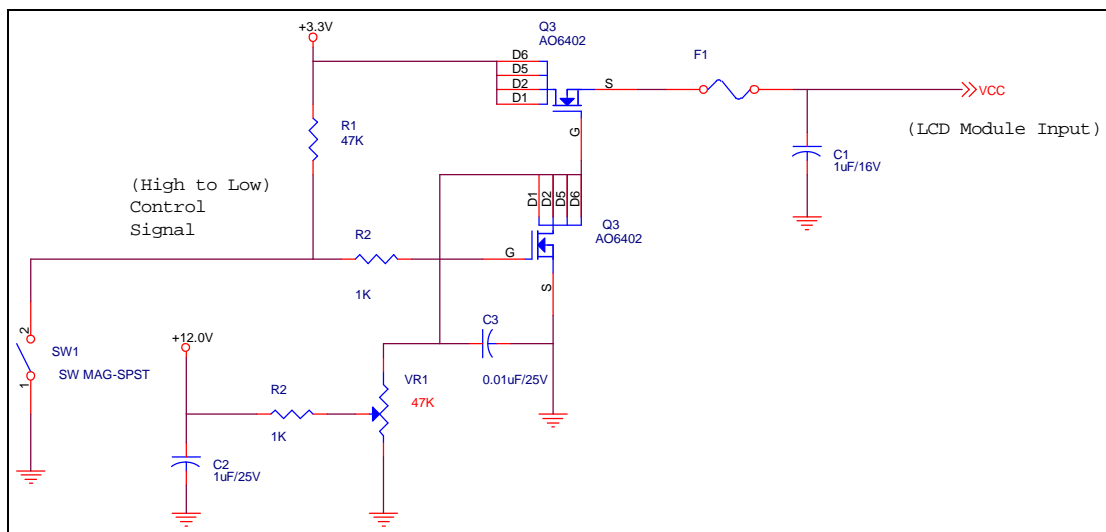 +3.3V
Q3
AO6402
D6
D5
D2
D1
S
G
F1
VCC
(LCD Module Input)
R1
47K
C1
1uF/16V
(High to Low)
Control
Signal
D1
D2
D5
D6
Q3
AO6402
R2
1K
G
S
2
SW1
SW MAG-SPST
1
+12.0V
C3
0.01uF/25V
R2
1K
VR1
47K
C2
1uF/25V